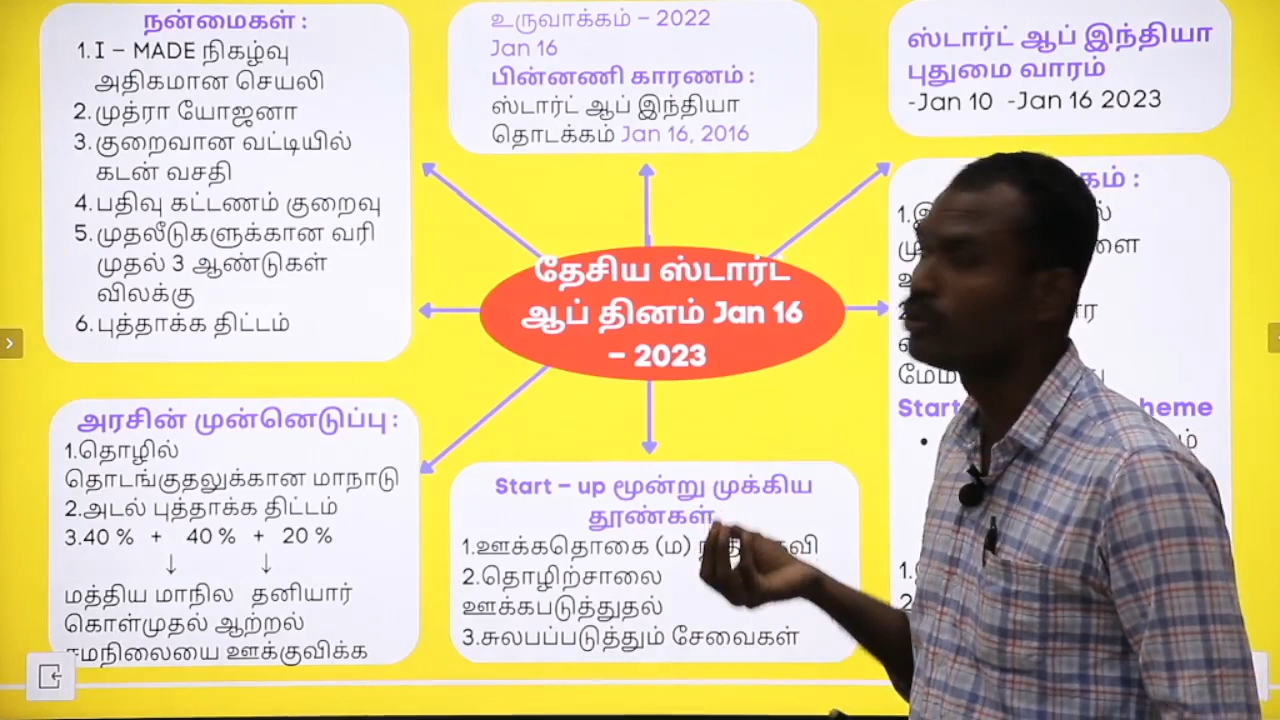 நன்மைகள் :
1. I – MADE நிகழ்வு
அதிகமான செயலி
2. முத்ரா யோஜனா
3. குறைவான வட்டியில்
கடன் வசதி
4. பதிவு கட்டணம் குறைவு
5. முதலீடுகளுக்கான வரி
முதல் 3 ஆண்டுகள்
விலக்கு
6. புத்தாக்க திட்டம்
உருவாக்கம் – 2022
Jan 16
பின்னணி காரணம் :
ஸ்டார்ட் ஆப் இந்தியா
தொடக்கம் Jan 16, 2016
ஸ்டார்ட் ஆப் இந்தியா
புதுமை வாரம்
-Jan 10 -Jan 16 2023
தேசிய ஸ்டார்ட்
ஆப் தினம் Jan 16
– 2023
அரசின் முன்னெடுப்பு :
1.தொழில்
தொடங்குதலுக்கான மாநாடு
2.அடல் புத்தாக்க திட்டம்
3.40 % + 40 % + 20 %
↓ ↓
மத்திய மாநில தனியார்
கொள்முதல் ஆற்றல்
சமநிலையை ஊக்குவிக்க
Start – up மூன்று முக்கிய
தூண்கள்
1.ஊக்கதொகை (ம)
2.தொழிற்சாலை
ஊக்கபடுத்துதல்
3.சுலபப்படுத்தும் சேவைகள்
1.
Start
1.
2